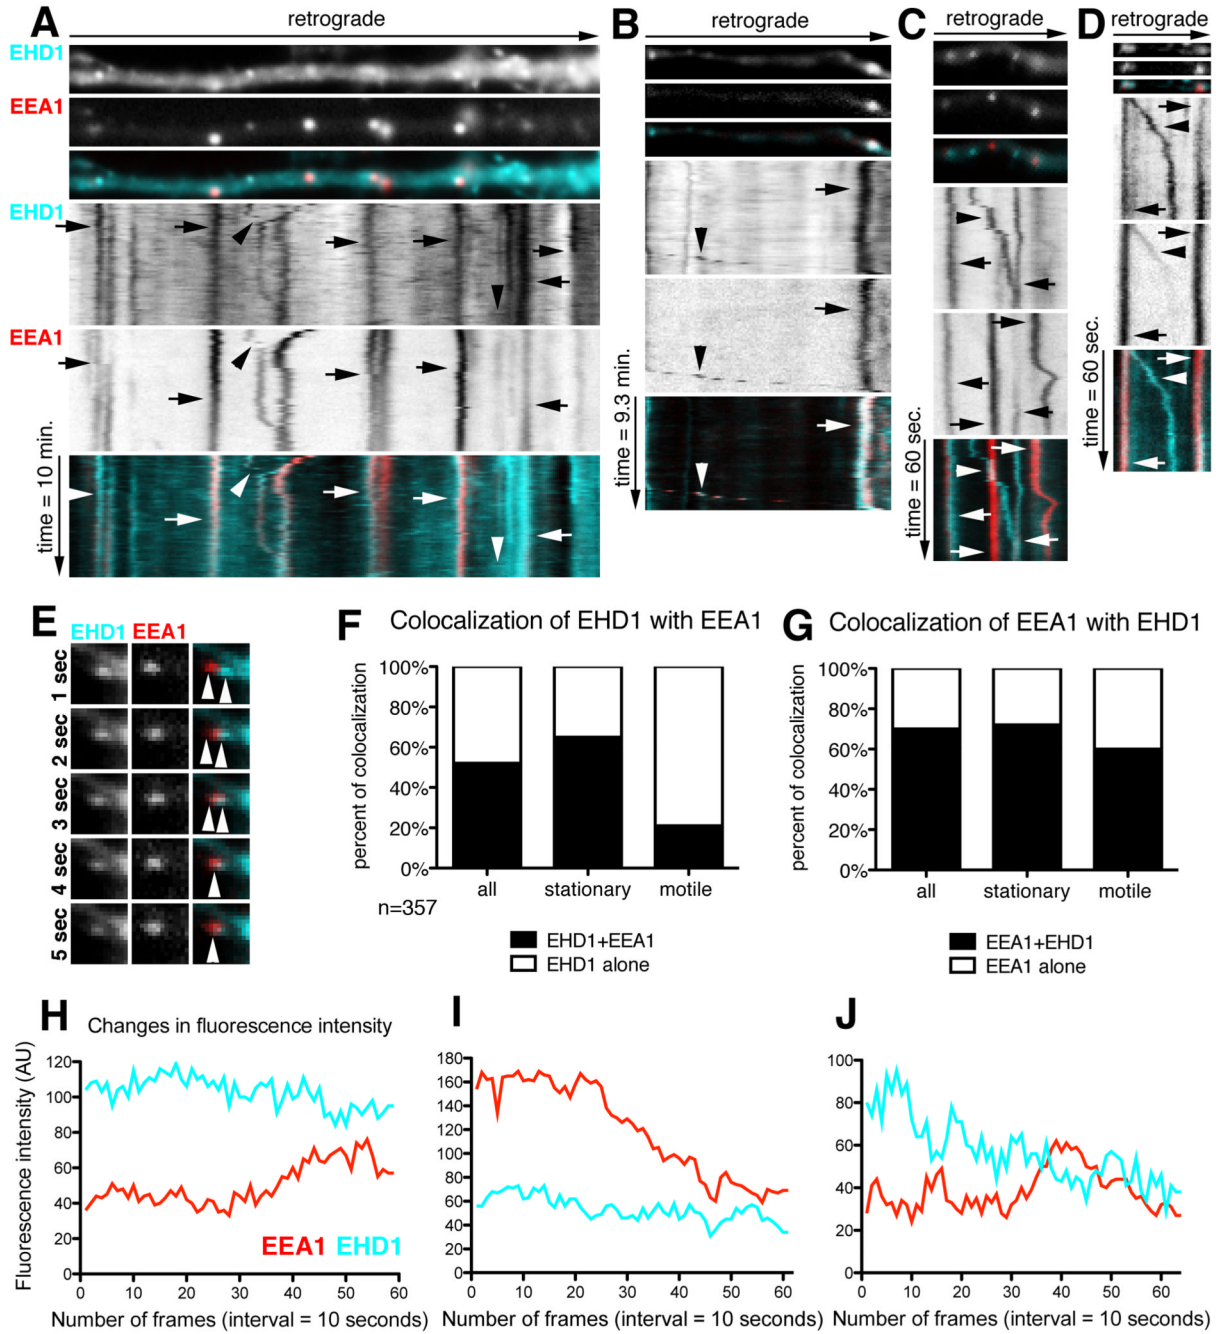 A
retrograde
EHD1
EEA1
EHD1
EEA1
time = 10 min.
B
retrograde
time = 9.3 min.
C
retrograde
time = 60 sec.
D
retrograde
time = 60 sec.
E
EHD1 EEA1
1 sec
2 sec
3 sec
4 sec
5 sec
F
Colocalization of EHD1 with EEA1
percent of colocalization
100%
80%
60%
40%
20%
0%
all stationary motile
n=357
EHD1+EEA1
EHD1 alone
G
Colocalization of EEA1 with EHD1
percent of colocalization
100%
80%
60%
40%
20%
0%
all stationary motile
EEA1+EHD1
EEA1 alone
H
Changes in fluorescence intensity
Fluorescence intensity (AU)
120
100
80
60
40
20
0
EEA1 EHD1
0 10 20 30 40 50 60
Number of frames (interval = 10 seconds)
I
180
160
140
120
100
80
60
40
20
0
0 10 20 30 40 50 60
Number of frames (interval = 10 seconds)
J
100
80
60
40
20
0
0 10 20 30 40 50 60
Number of frames (interval = 10 seconds)